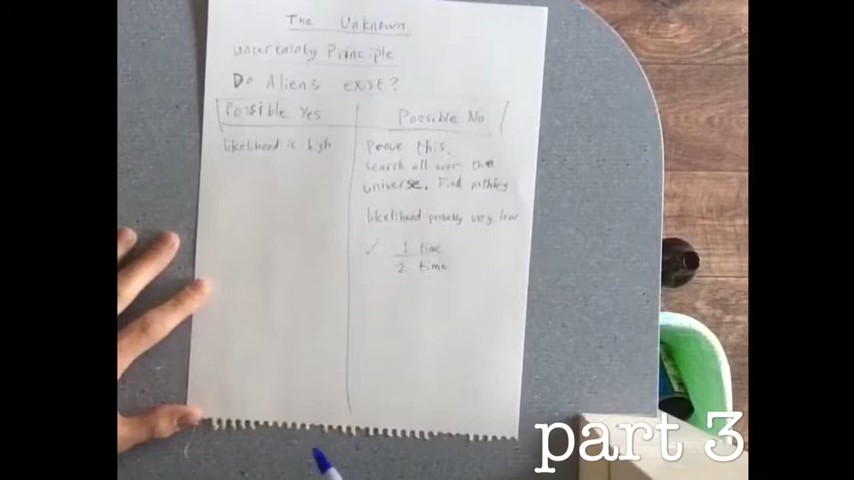 The Unknown
uncertainty Principle
Do Aliens exist?
Possible Yes
likelihood is high
Possible No
Prove this.
search all over the
universe. Find nothing
likelihood probably very low
✓ 1 time
2 time
part 3